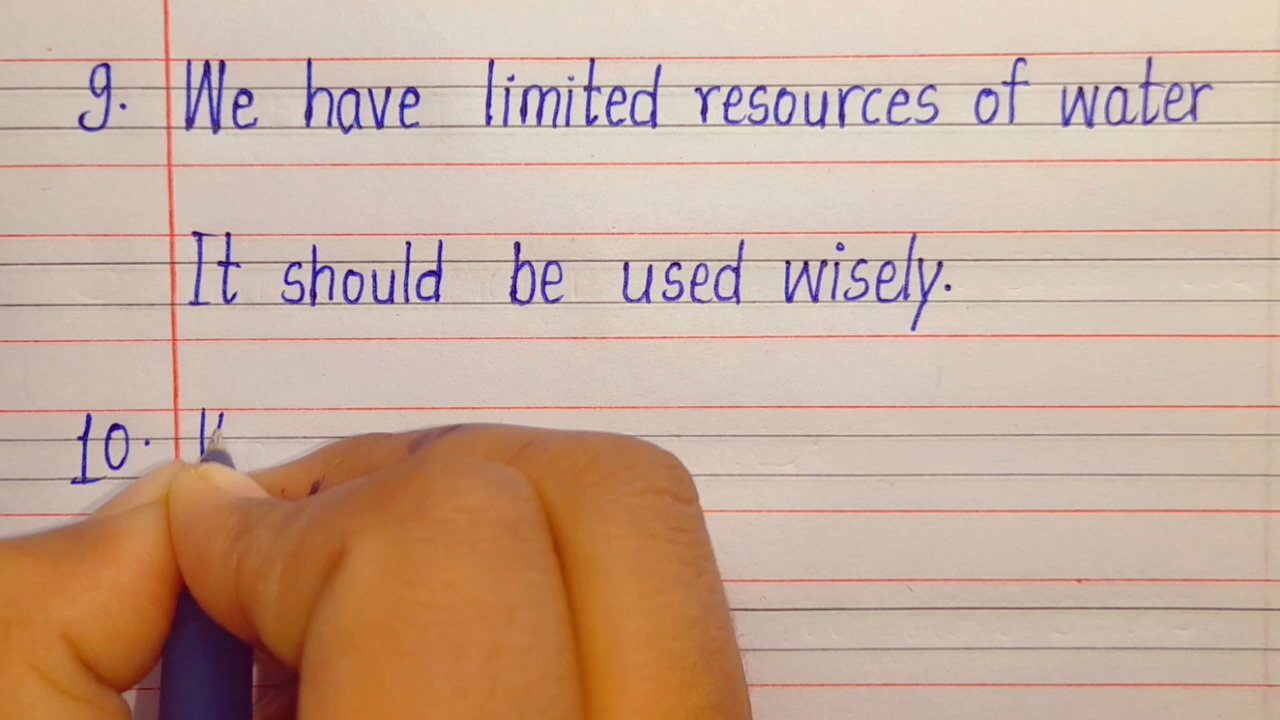 9. We have limited resources of water
It should be used wisely.
10.